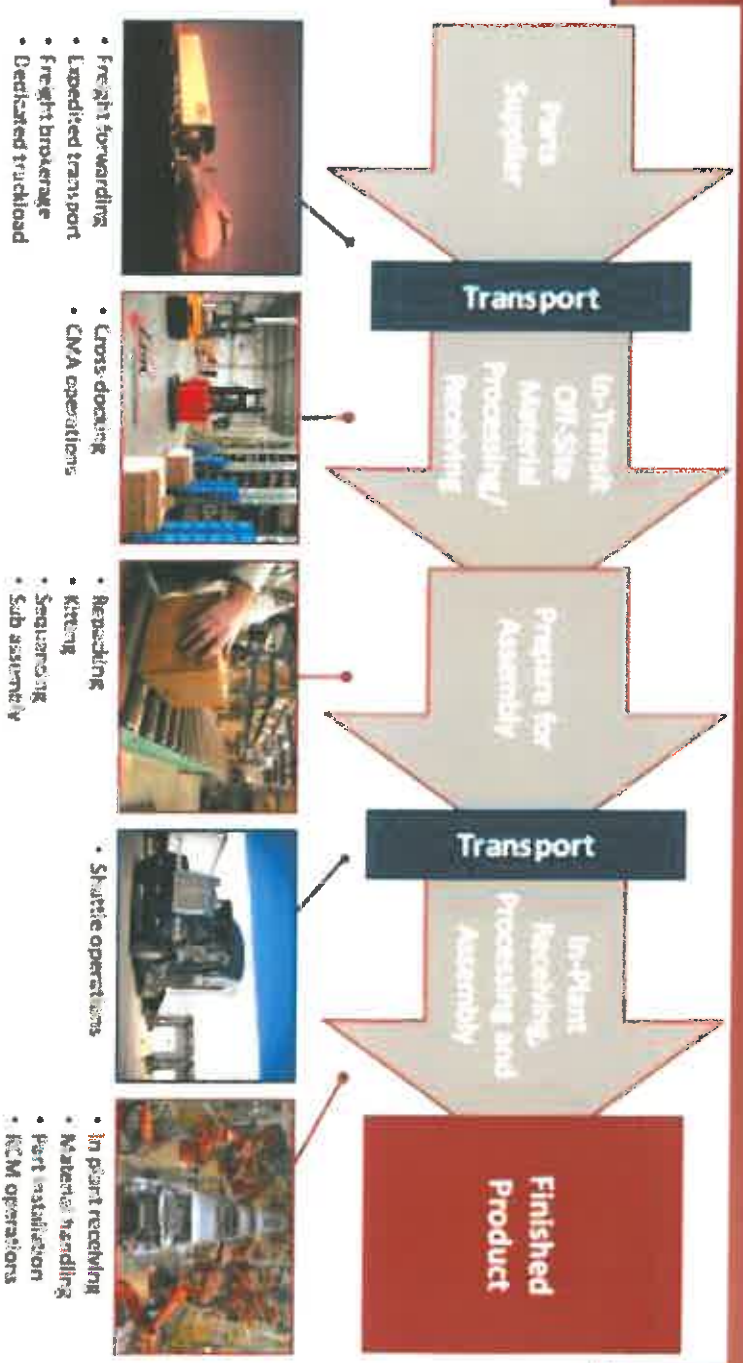 Parts
Supplier
Transport
In-Transit
Off-Site
Material
Processing/
Receiving
Prepare for
Assembly
Transport
In-Plant
Receiving,
Processing and
Assembly
Finished
Product
• Freight forwarding
• Expedited transport
• Freight brokerage
• Dedicated truckload
• Cross-docking
• CMA operations
• Repacking
• Kitting
• Sequencing
• Sub assembly
• Shuttle operations
• In plant receiving
• Material handling
• Part installation
• RCM operations